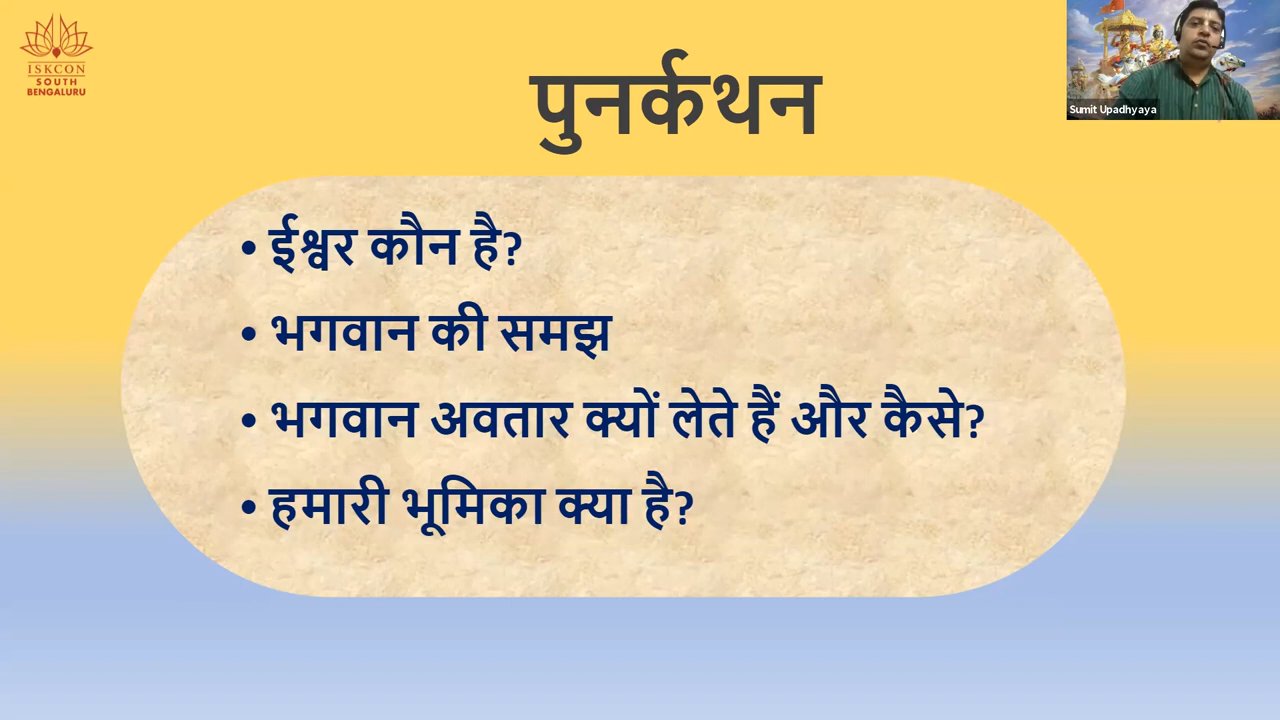 ISKCON
SOUTH
BENGALURU
पुनर्कथन
Sumit Upadhyaya
• ईश्वर कौन है?
• भगवान की समझ
• भगवान अवतार क्यों लेते हैं और कैसे?
• हमारी भूमिका क्या है?